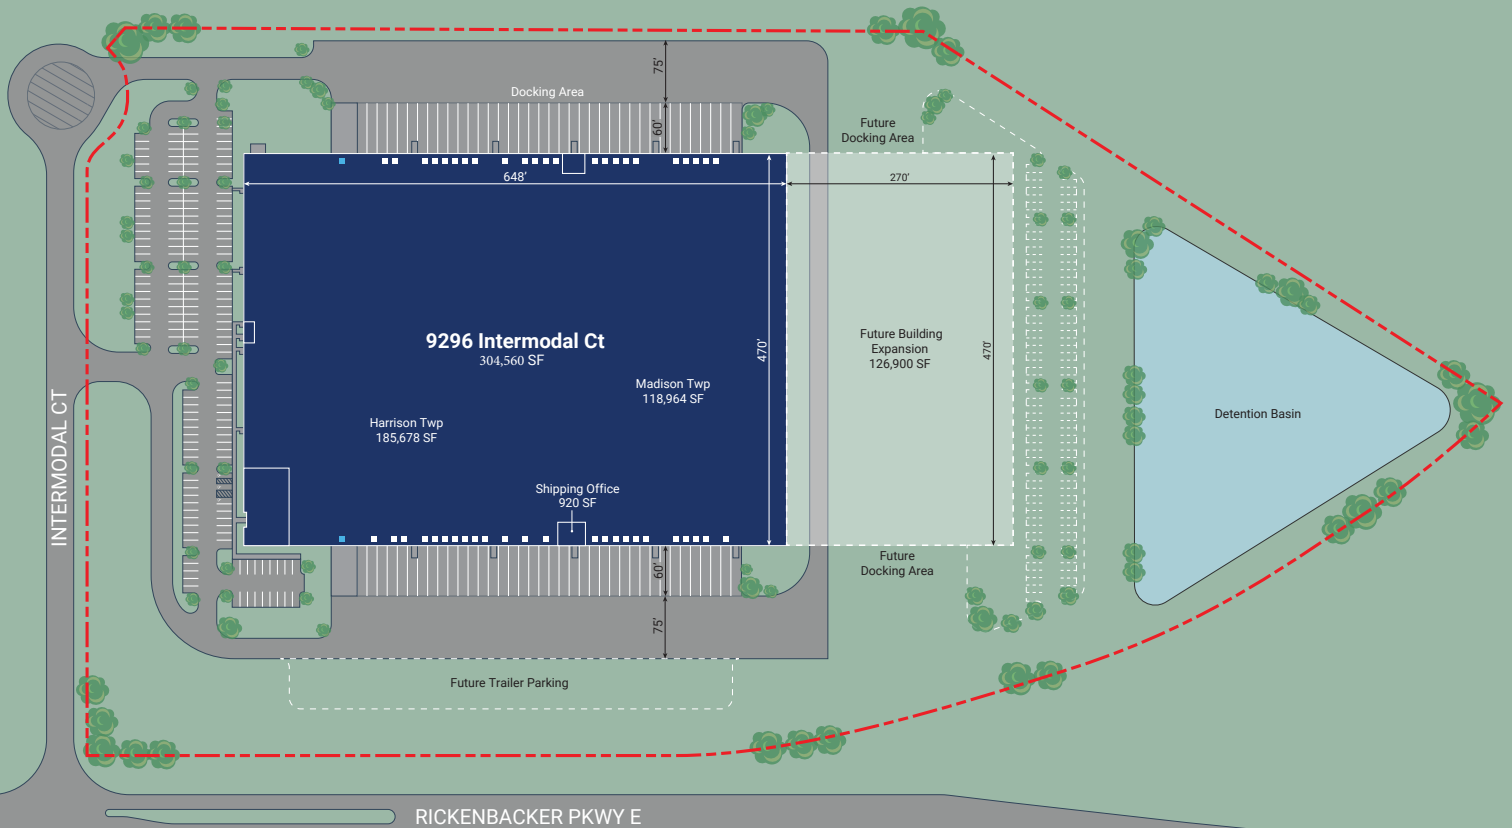 75′
Docking Area
60′
Future
Docking Area
648′
270′
9296 Intermodal Ct
304,560 SF
470′
Future Building
Expansion
126,900 SF
470′
Madison Twp
118,964 SF
Harrison Twp
185,678 SF
Detention Basin
INTERMODAL CT
Shipping Office
920 SF
Future
Docking Area
60′
75′
Future Trailer Parking
RICKENBACKER PKWY E